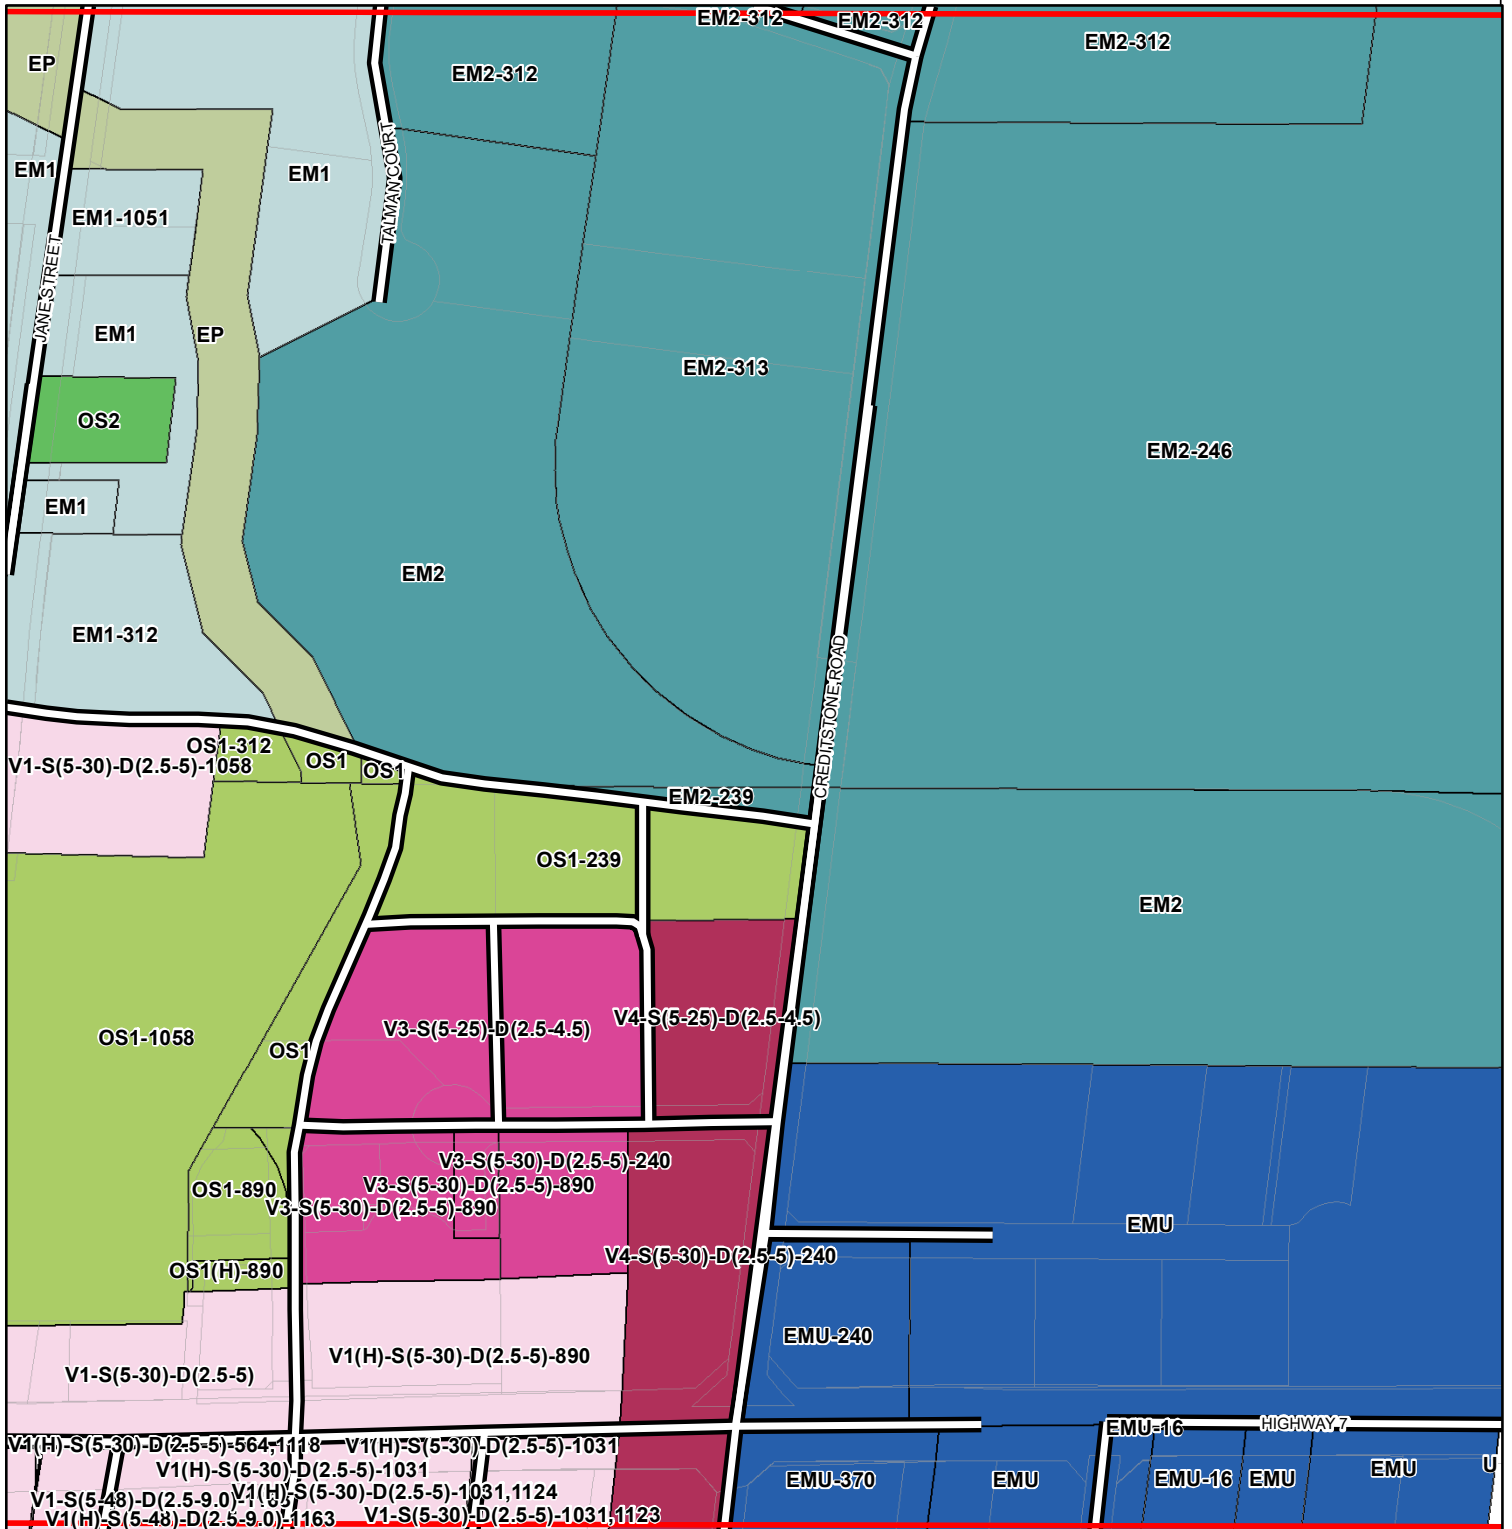 EM2-312
EM2-312
EM2-312
EP
EM2-312
EM1
EM1
TALMAN COURT
EM1-1051
JANE STREET
EM1
EP
EM2-313
OS2
EM2-246
EM1
EM2
EM1-312
CREDITSTONE ROAD
OS1-312
V1-S(5-30)-D(2.5-5)-1058
OS1
OS1
EM2-239
OS1-239
EM2
V3-S(5-25)-D(2.5-4.5)
V4-S(5-25)-D(2.5-4.5)
OS1-1058
OS1
V3-S(5-30)-D(2.5-5)-240
V3-S(5-30)-D(2.5-5)-890
OS1-890
V3-S(5-30)-D(2.5-5)-890
EMU
V4-S(5-30)-D(2.5-5)-240
OS1(H)-890
EMU-240
V1(H)-S(5-30)-D(2.5-5)-890
V1-S(5-30)-D(2.5-5)
HIGHWAY 7
EMU-16
V1(H)-S(5-30)-D(2.5-5)-564,1118
V1(H)-S(5-30)-D(2.5-5)-1031
V1(H)-S(5-30)-D(2.5-5)-1031
EMU-370
EMU
EMU-16
EMU
EMU
U
V1(H)-S(5-30)-D(2.5-5)-1031,1124
V1-S(5-48)-D(2.5-9.0)-1163
V1(H)-S(5-48)-D(2.5-9.0)-1163
V1-S(5-30)-D(2.5-5)-1031,1123